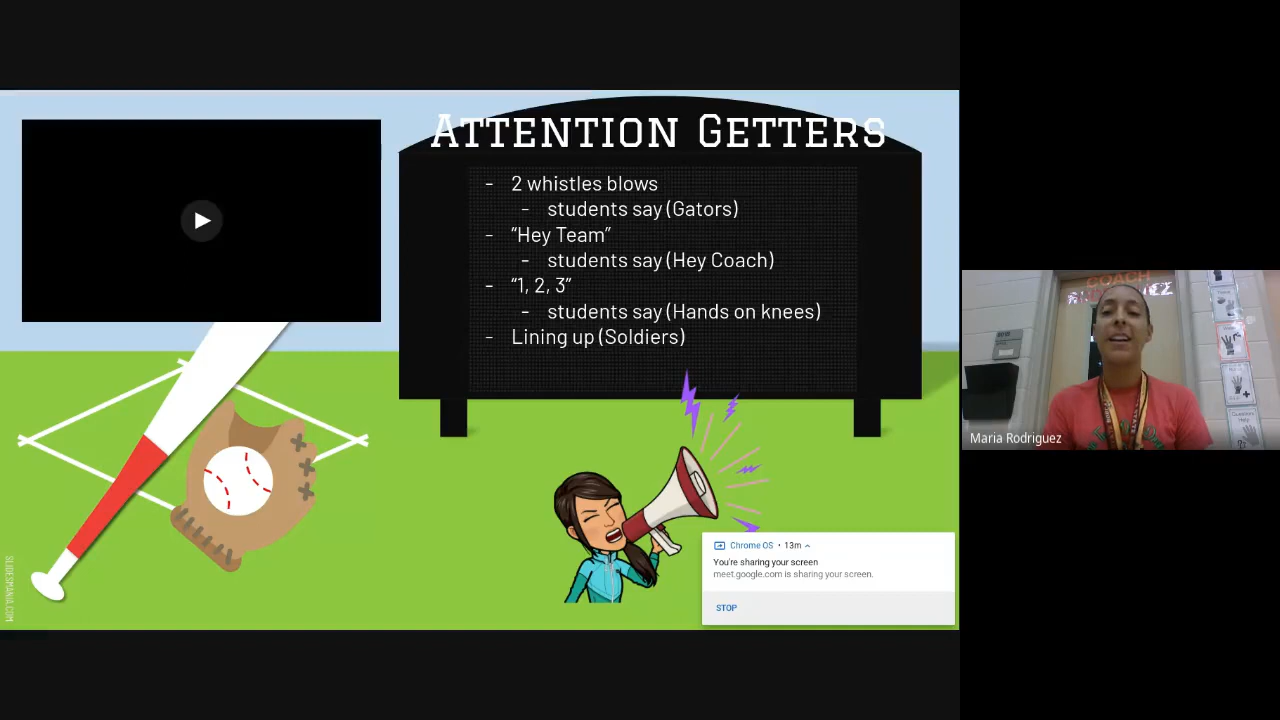 ATTENTION GETTERS
- 2 whistles blows
- students say (Gators)
- “Hey Team”
- students say (Hey Coach)
- “1, 2, 3”
- students say (Hands on knees)
- Lining up (Soldiers)
SLIDESMANIA.COM
Chrome OS • 13m
You're sharing your screen
meet.google.com is sharing your screen.
STOP
COACH
Maria Rodriguez